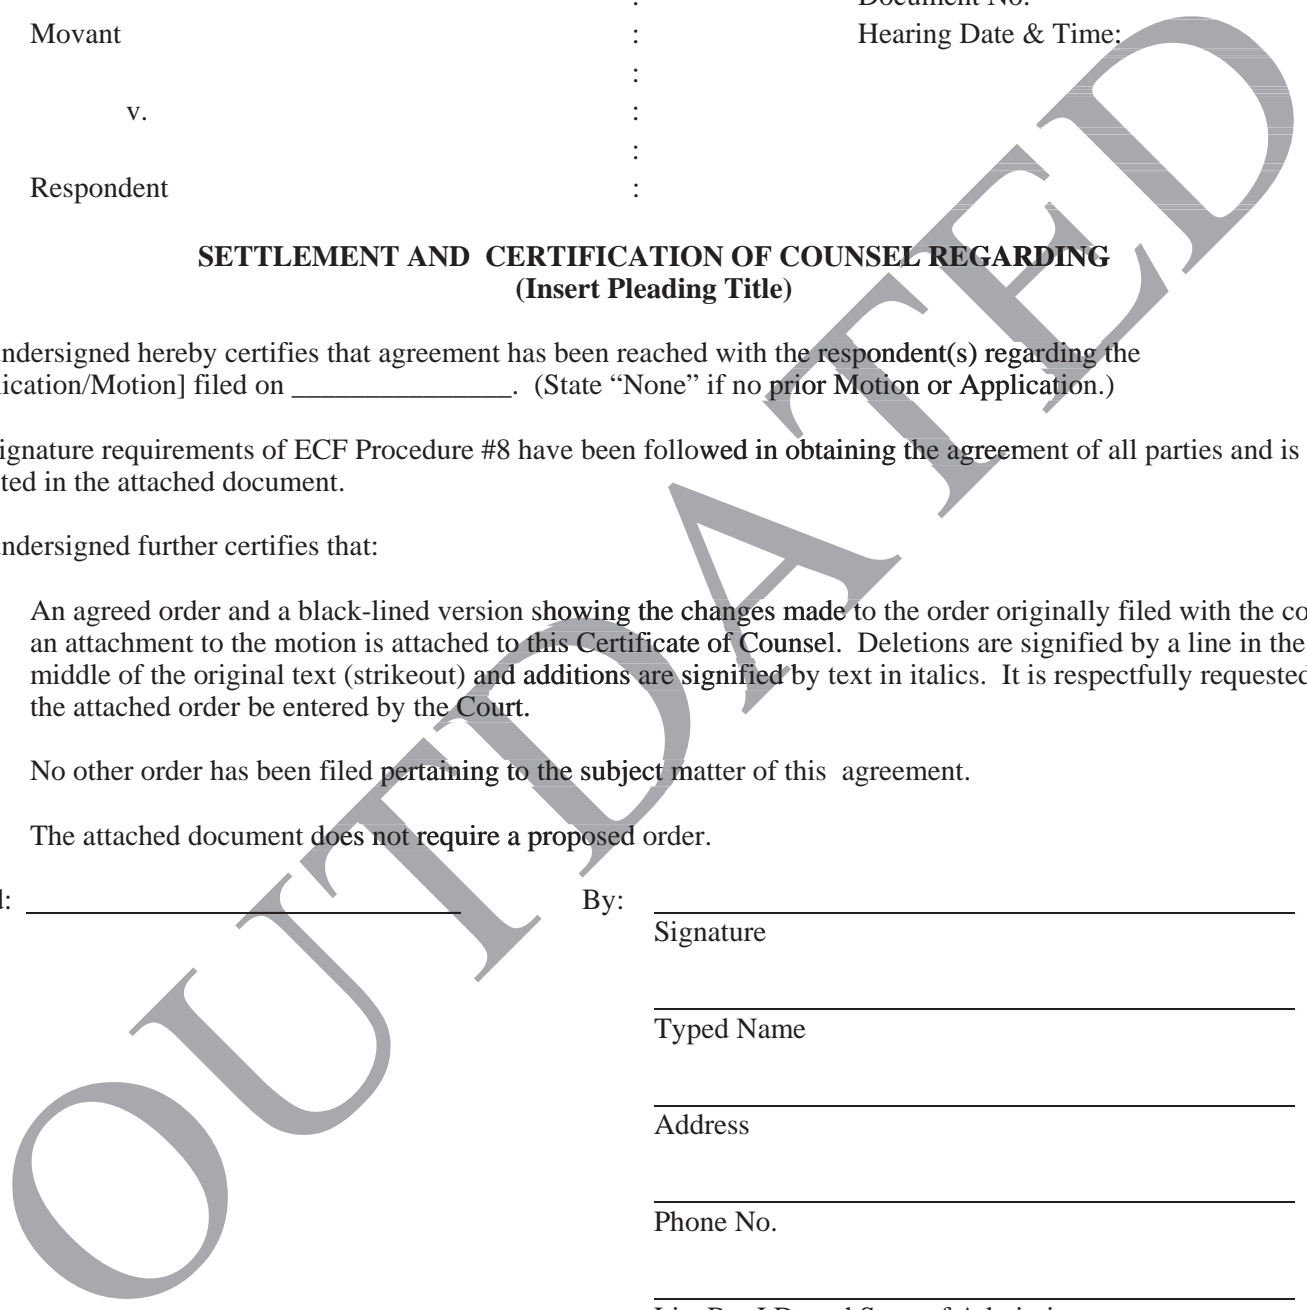 Document No.
Movant : Hearing Date & Time:
:
v. :
:
Respondent :
SETTLEMENT AND CERTIFICATION OF COUNSEL REGARDING
(Insert Pleading Title)
ndersigned hereby certifies that agreement has been reached with the respondent(s) regarding the
lication/Motion] filed on _______________. (State “None” if no prior Motion or Application.)
ignature requirements of ECF Procedure #8 have been followed in obtaining the agreement of all parties and is
ted in the attached document.
ndersigned further certifies that:
An agreed order and a black-lined version showing the changes made to the order originally filed with the co
an attachment to the motion is attached to this Certificate of Counsel. Deletions are signified by a line in the
middle of the original text (strikeout) and additions are signified by text in italics. It is respectfully requested
the attached order be entered by the Court.
No other order has been filed pertaining to the subject matter of this agreement.
The attached document does not require a proposed order.
: By:
Signature
Typed Name
Address
Phone No.
OUTDATED